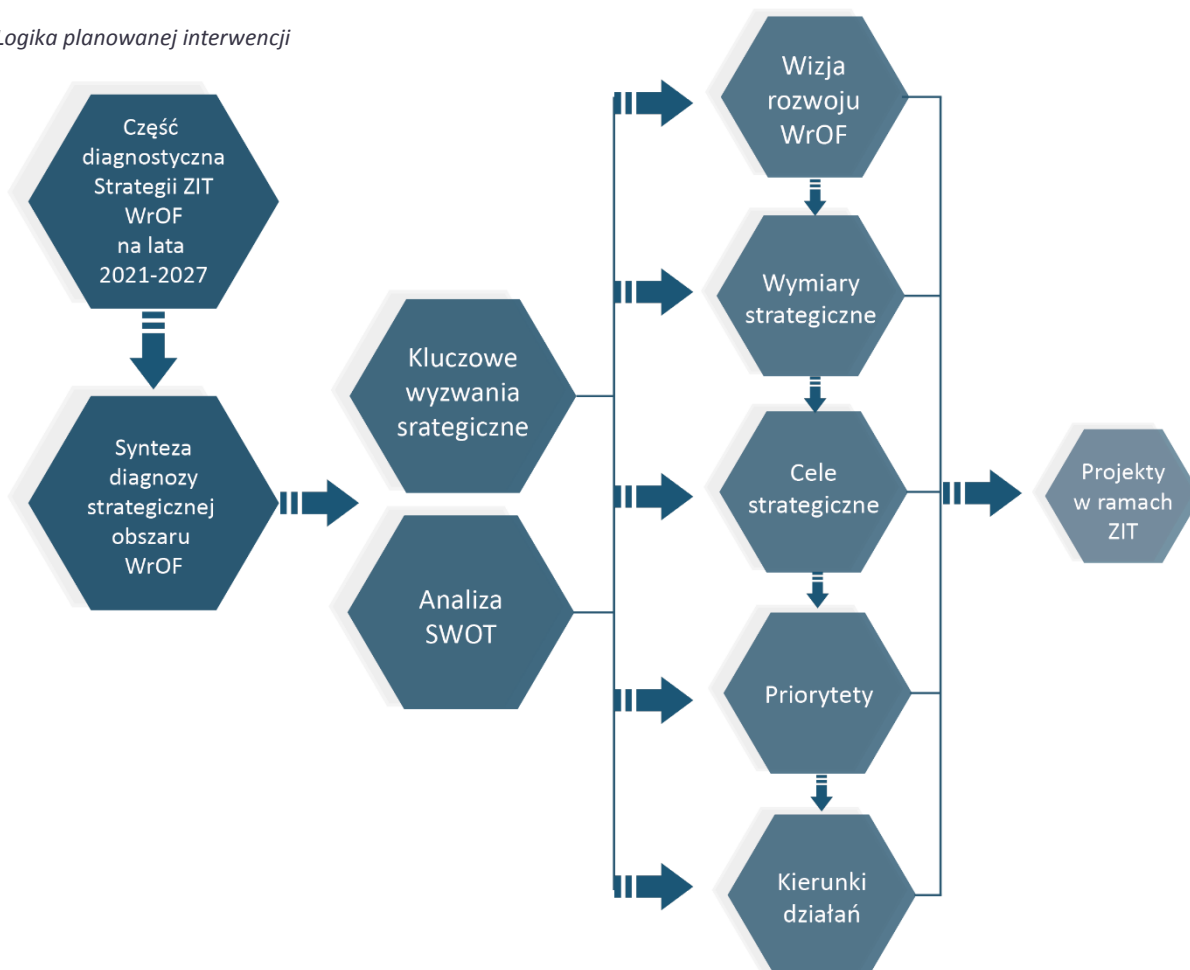 Logika planowanej interwencji
Część
diagnostyczna
Strategii ZIT
WrOF
na lata
2021-2027
Synteza
diagnozy
strategicznej
obszaru
WrOF
Kluczowe
wyzwania
srategiczne
Analiza
SWOT
Wizja
rozwoju
WrOF
Wymiary
strategiczne
Cele
strategiczne
Priorytety
Kierunki
działań
Projekty
w ramach
ZIT